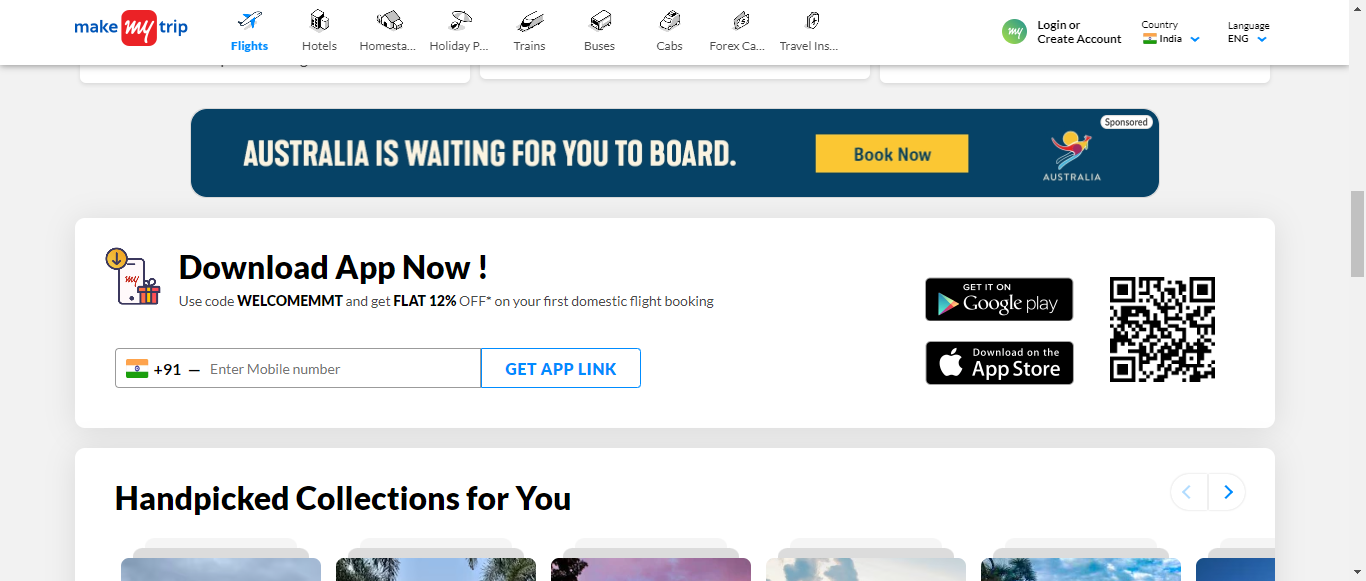 make my trip
Flights
Hotels
Homesta...
Holiday P...
Trains
Buses
Cabs
Forex Ca...
Travel Ins...
my
Login or
Create Account
Country
India
Language
ENG
AUSTRALIA IS WAITING FOR YOU TO BOARD.
Book Now
Sponsored
AUSTRALIA
my
Download App Now !
Use code WELCOMEMMT and get FLAT 12% OFF* on your first domestic flight booking
+91 — Enter Mobile number
GET APP LINK
GET IT ON
Google play
Download on the
App Store
Handpicked Collections for You